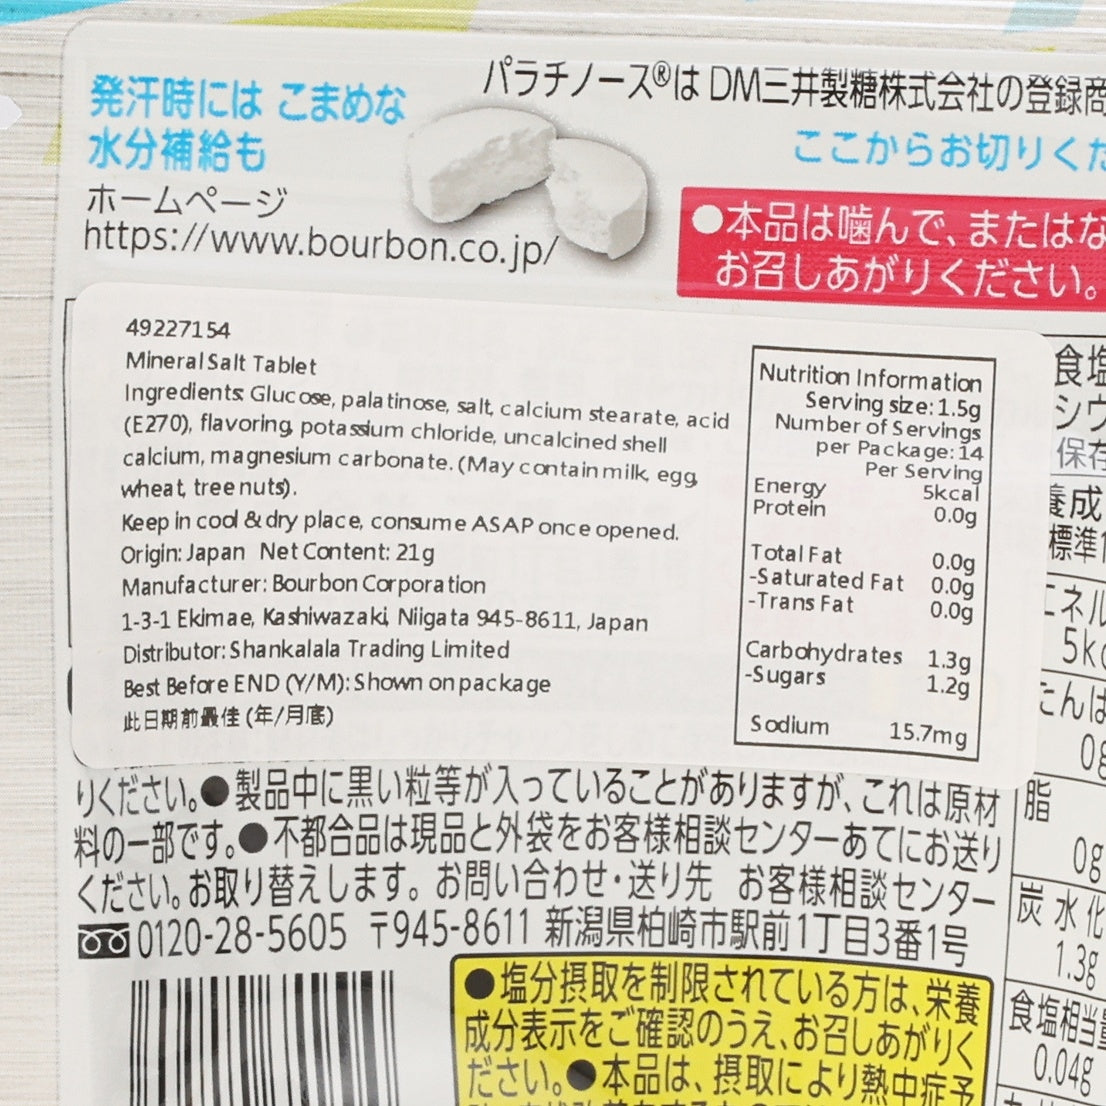 発汗時には こまめな
水分補給も
ホームページ
https://www.bourbon.co.jp/
パラチノース®は DM三井製糖株式会社の登録商
ここからお切りくだ
●本品は噛んで、またはな
お召しあがりください。
49227154
Mineral Salt Tablet
Ingredients: Glucose, palatinose, salt, calcium stearate, acid
(E270), flavoring, potassium chloride, uncalcined shell
calcium, magnesium carbonate. (May contain milk, egg,
wheat, tree nuts).
Keep in cool & dry place, consume ASAP once opened.
Origin: Japan Net Content: 21g
Manufacturer: Bourbon Corporation
1-3-1 Ekimae, Kashiwazaki, Niigata 945-8611, Japan
Distributor: Shankalala Trading Limited
Best Before END (Y/M): Shown on package
此日期前最佳 (年/月底)
Nutrition Information
Serving size: 1.5g
Number of Servings
per Package: 14
Per Serving
Energy 5kcal
Protein 0.0g
Total Fat 0.0g
-Saturated Fat 0.0g
-Trans Fat 0.0g
Carbohydrates 1.3g
-Sugars 1.2g
Sodium 15.7mg
食塩
シウ
保存
養成
標準1
エネル
5kc
たんぱ
0g
脂
0g
炭水化
1.3g
食塩相当量
0.04g
りください。●製品中に黒い粒等が入っていることがありますが、これは原材
料の一部です。●不都合品は現品と外袋をお客様相談センターあてにお送り
ください。お取り替えします。お問い合わせ・送り先 お客様相談センター
0120-28-5605 〒945-8611 新潟県柏崎市駅前1丁目3番1号
●塩分摂取を制限されている方は、栄養
成分表示をご確認のうえ、お召しあがりく
ださい。●本品は、摂取により熱中症予